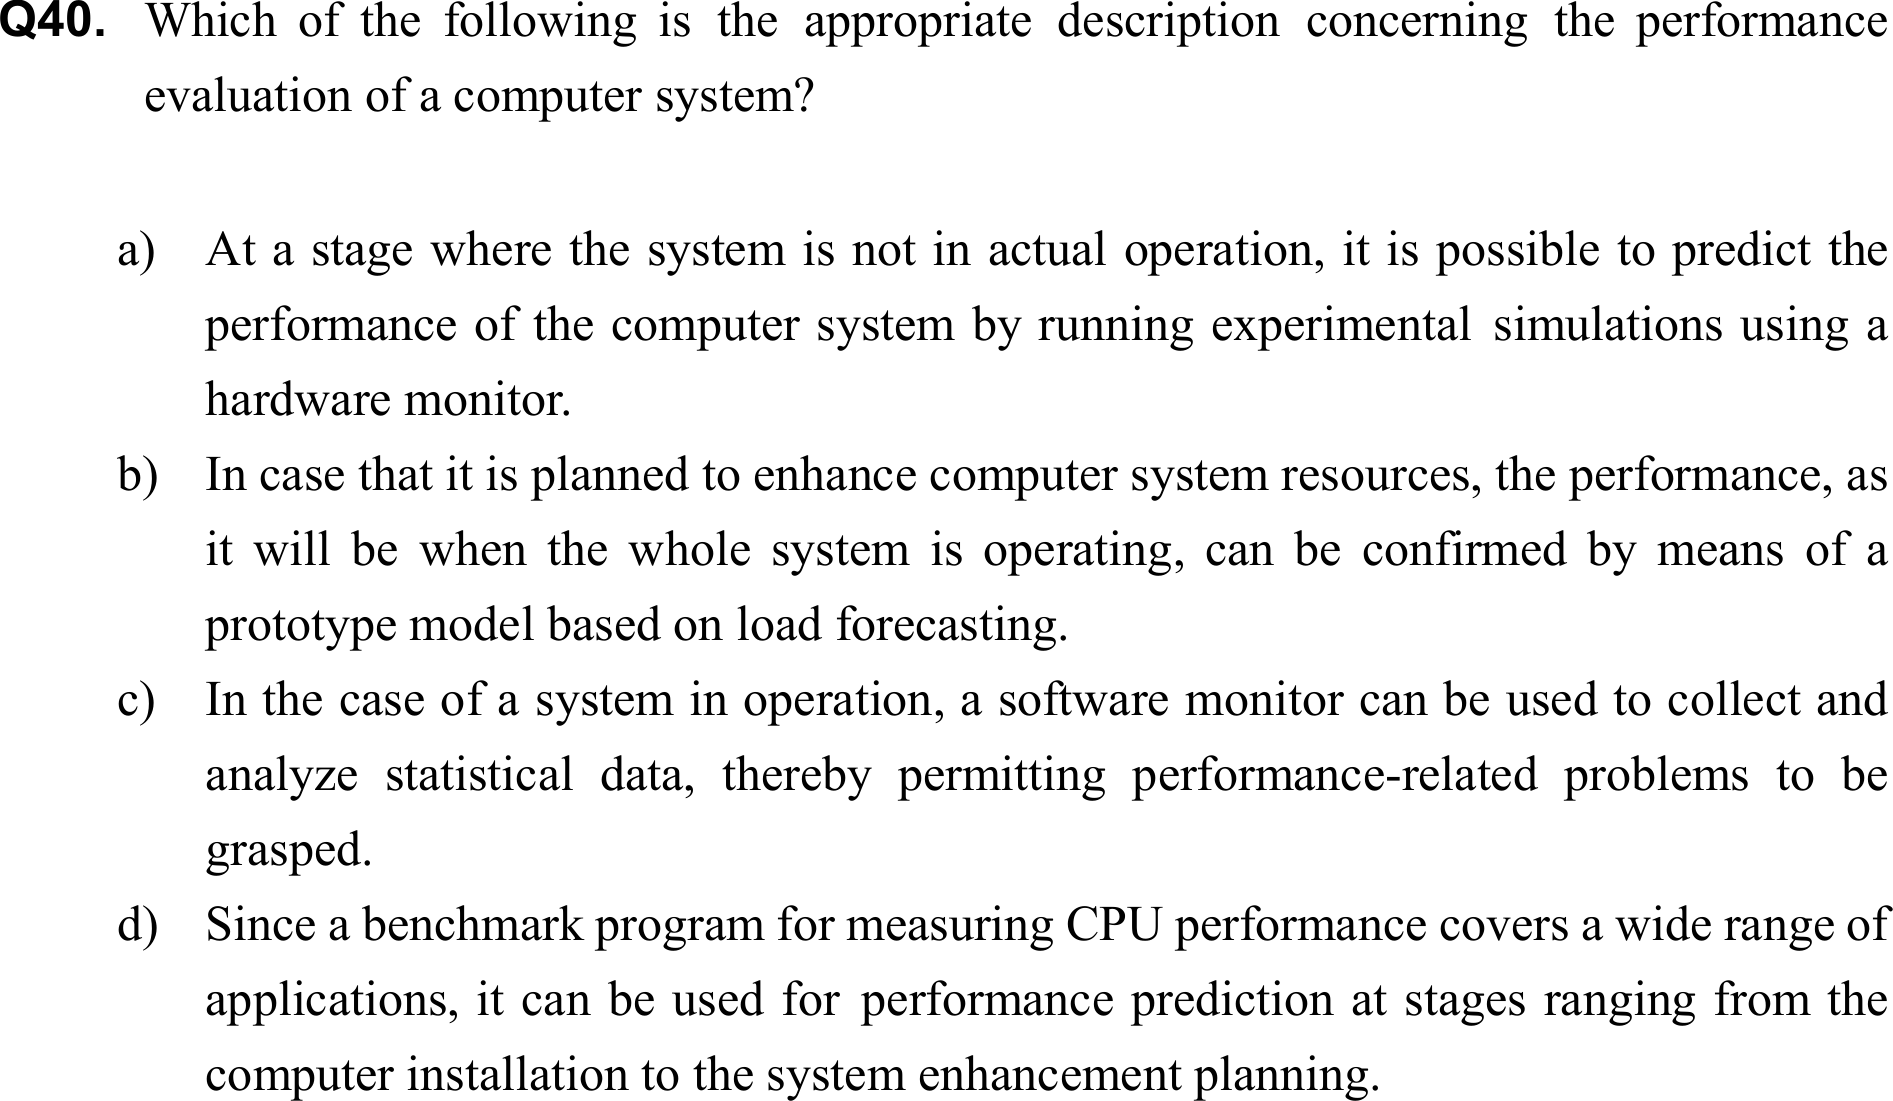 Q40. Which of the following is the appropriate description concerning the performance
evaluation of a computer system?
a) At a stage where the system is not in actual operation, it is possible to predict the
performance of the computer system by running experimental simulations using a
hardware monitor.
b) In case that it is planned to enhance computer system resources, the performance, as
it will be when the whole system is operating, can be confirmed by means of a
prototype model based on load forecasting.
c) In the case of a system in operation, a software monitor can be used to collect and
analyze statistical data, thereby permitting performance-related problems to be
grasped.
d) Since a benchmark program for measuring CPU performance covers a wide range of
applications, it can be used for performance prediction at stages ranging from the
computer installation to the system enhancement planning.